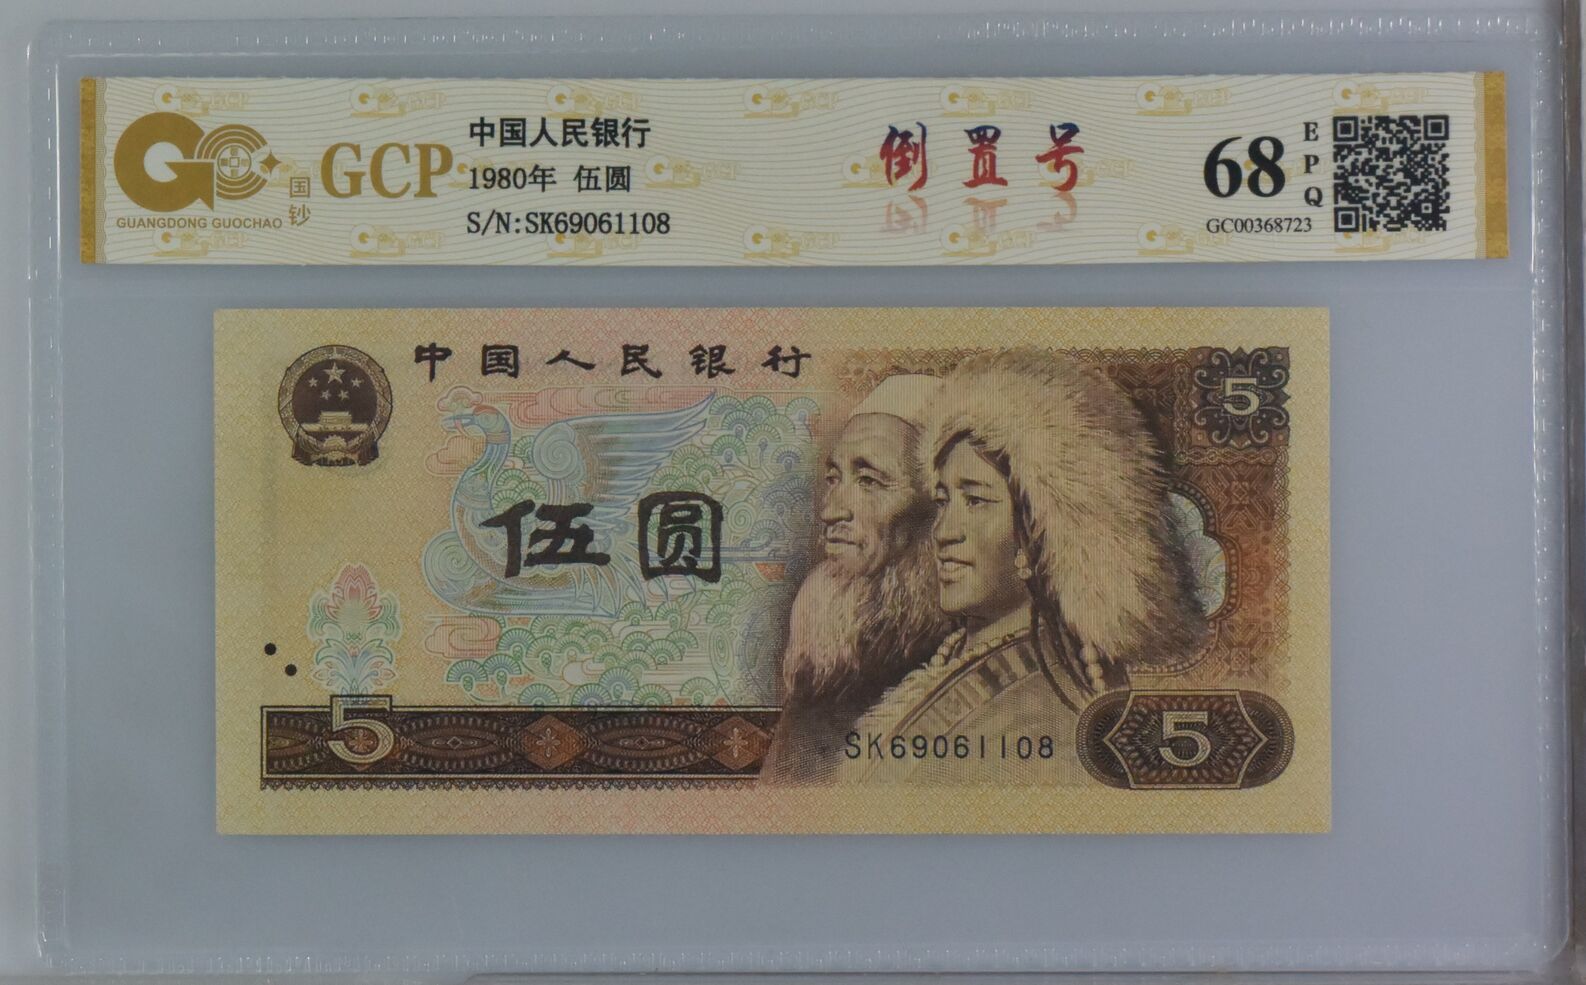 GUANGDONG GUOCHAO
国钞
GCP
中国人民银行
1980年 伍圆
S/N:SK69061108
倒置号
68
EPQ
GC00368723
中国人民银行
5
伍圆
5
SK69061108
5